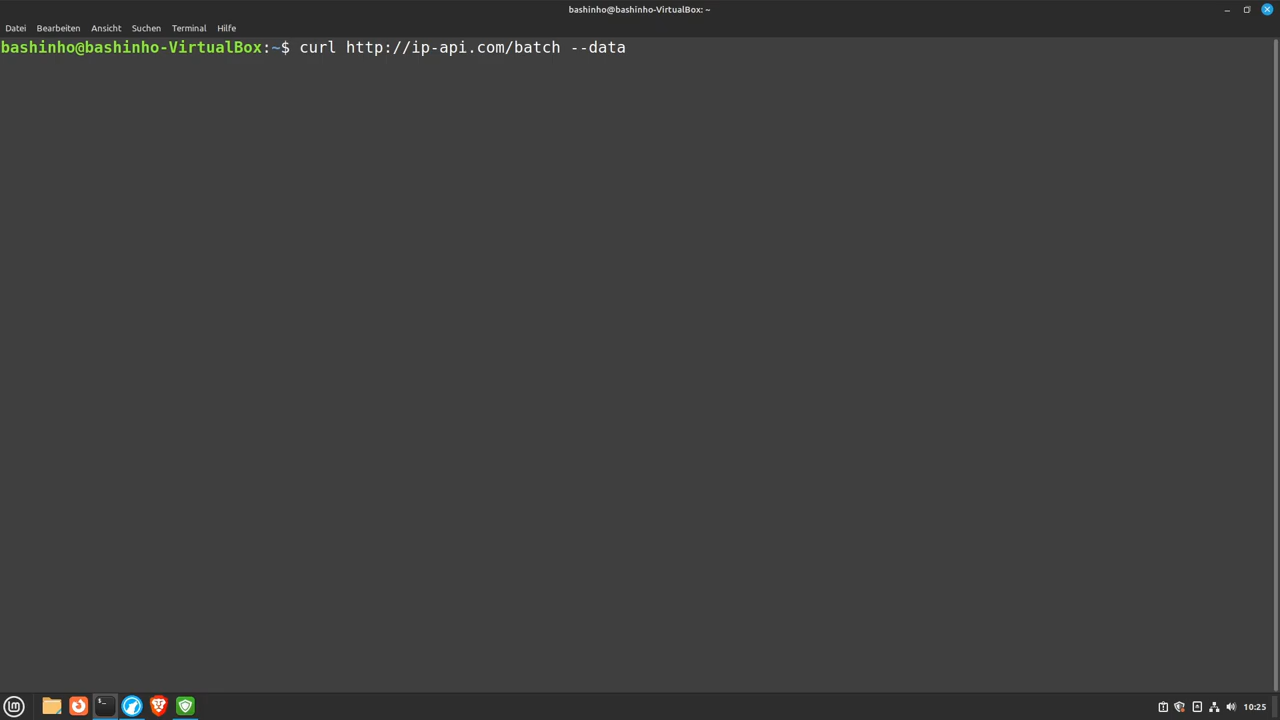 bashinho@bashinho-VirtualBox: ~
Datei Bearbeiten Ansicht Suchen Terminal Hilfe
bashinho@bashinho-VirtualBox:~$ curl http://ip-api.com/batch --data
10:25